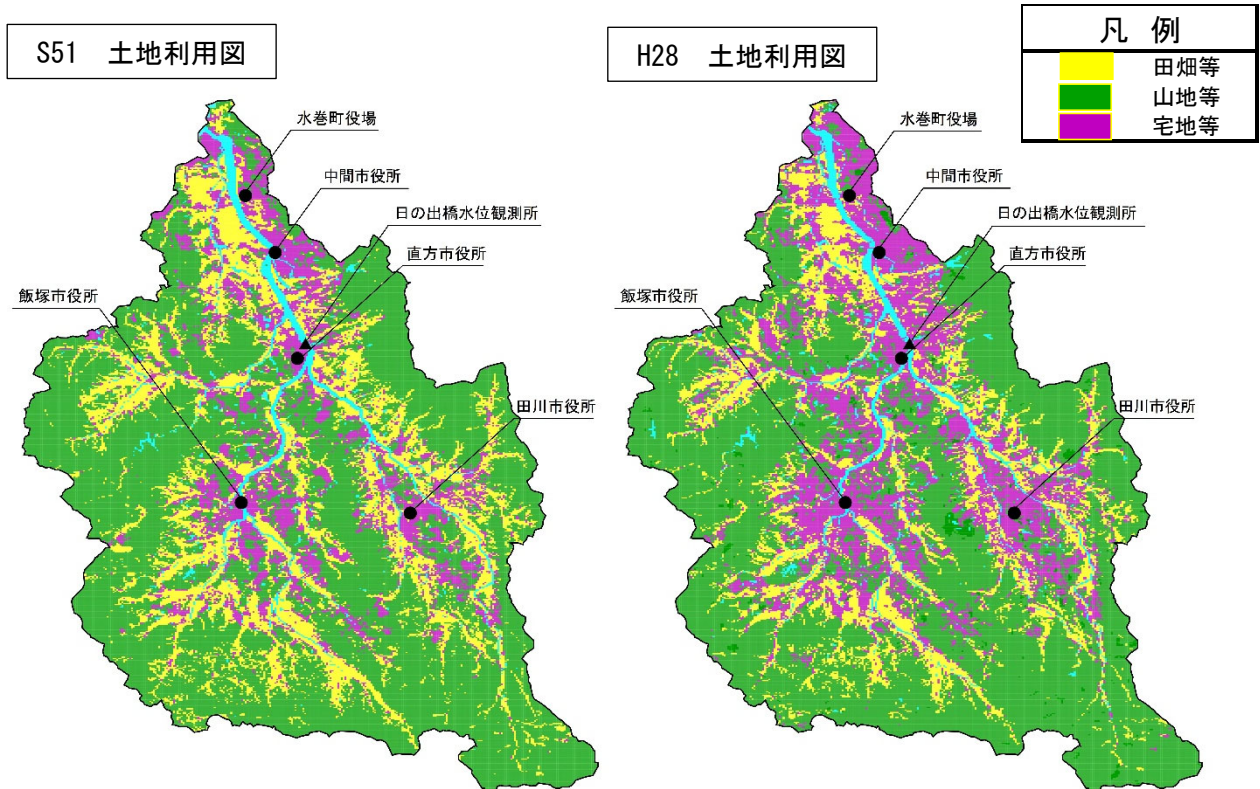 S51 土地利用図
H28 土地利用図
凡 例
田畑等
山地等
宅地等
水巻町役場
中間市役所
日の出橋水位観測所
直方市役所
飯塚市役所
田川市役所
水巻町役場
中間市役所
日の出橋水位観測所
直方市役所
飯塚市役所
田川市役所